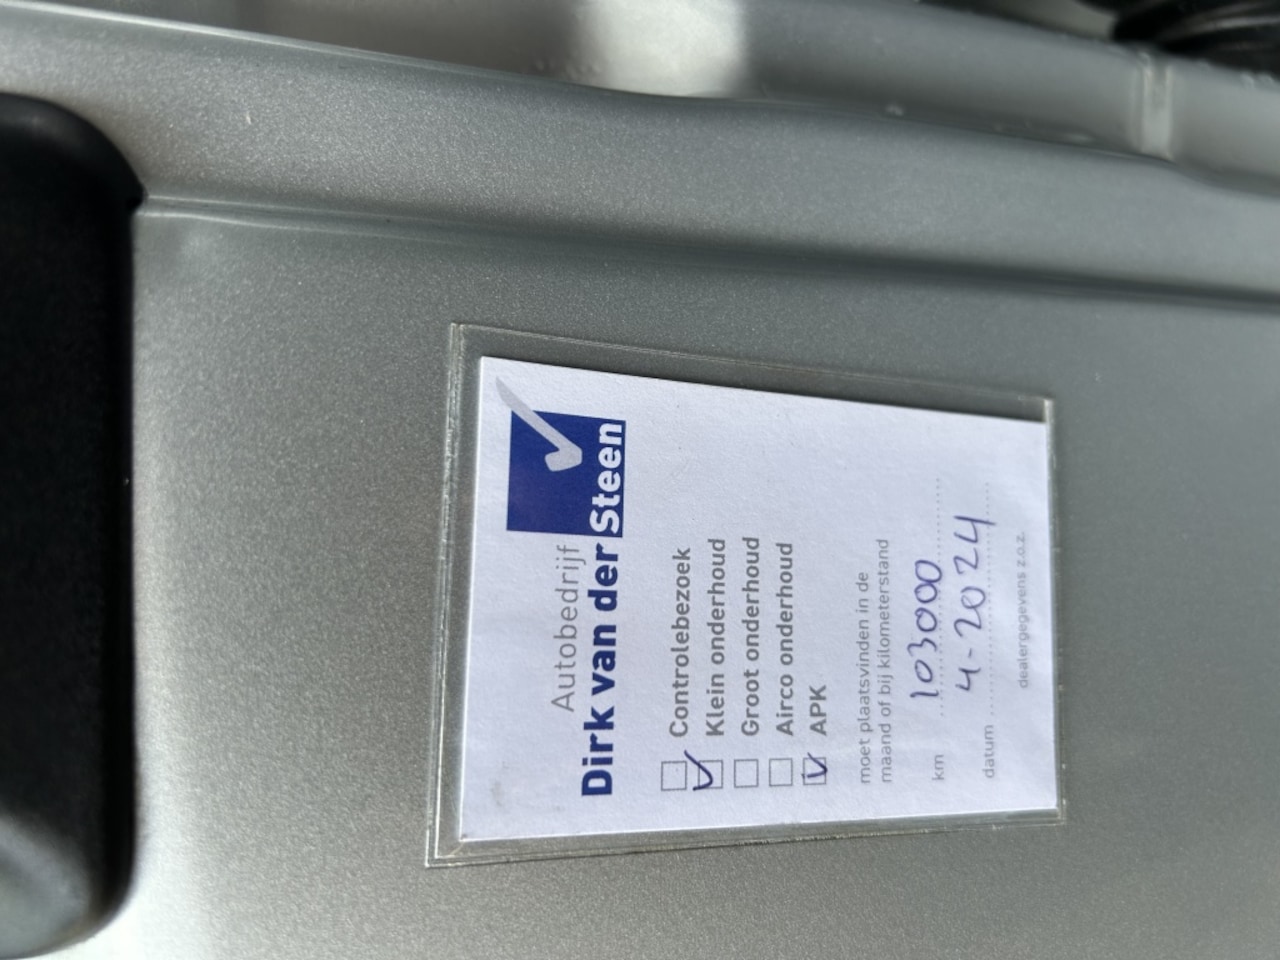 Autobedrijf
Dirk van der Steen
Controlebezoek
Klein onderhoud
Groot onderhoud
Airco onderhoud
APK
moet plaatsvinden in de
maand of bij kilometerstand
km 103000
datum 4-2024
dealergegevens z.o.z.